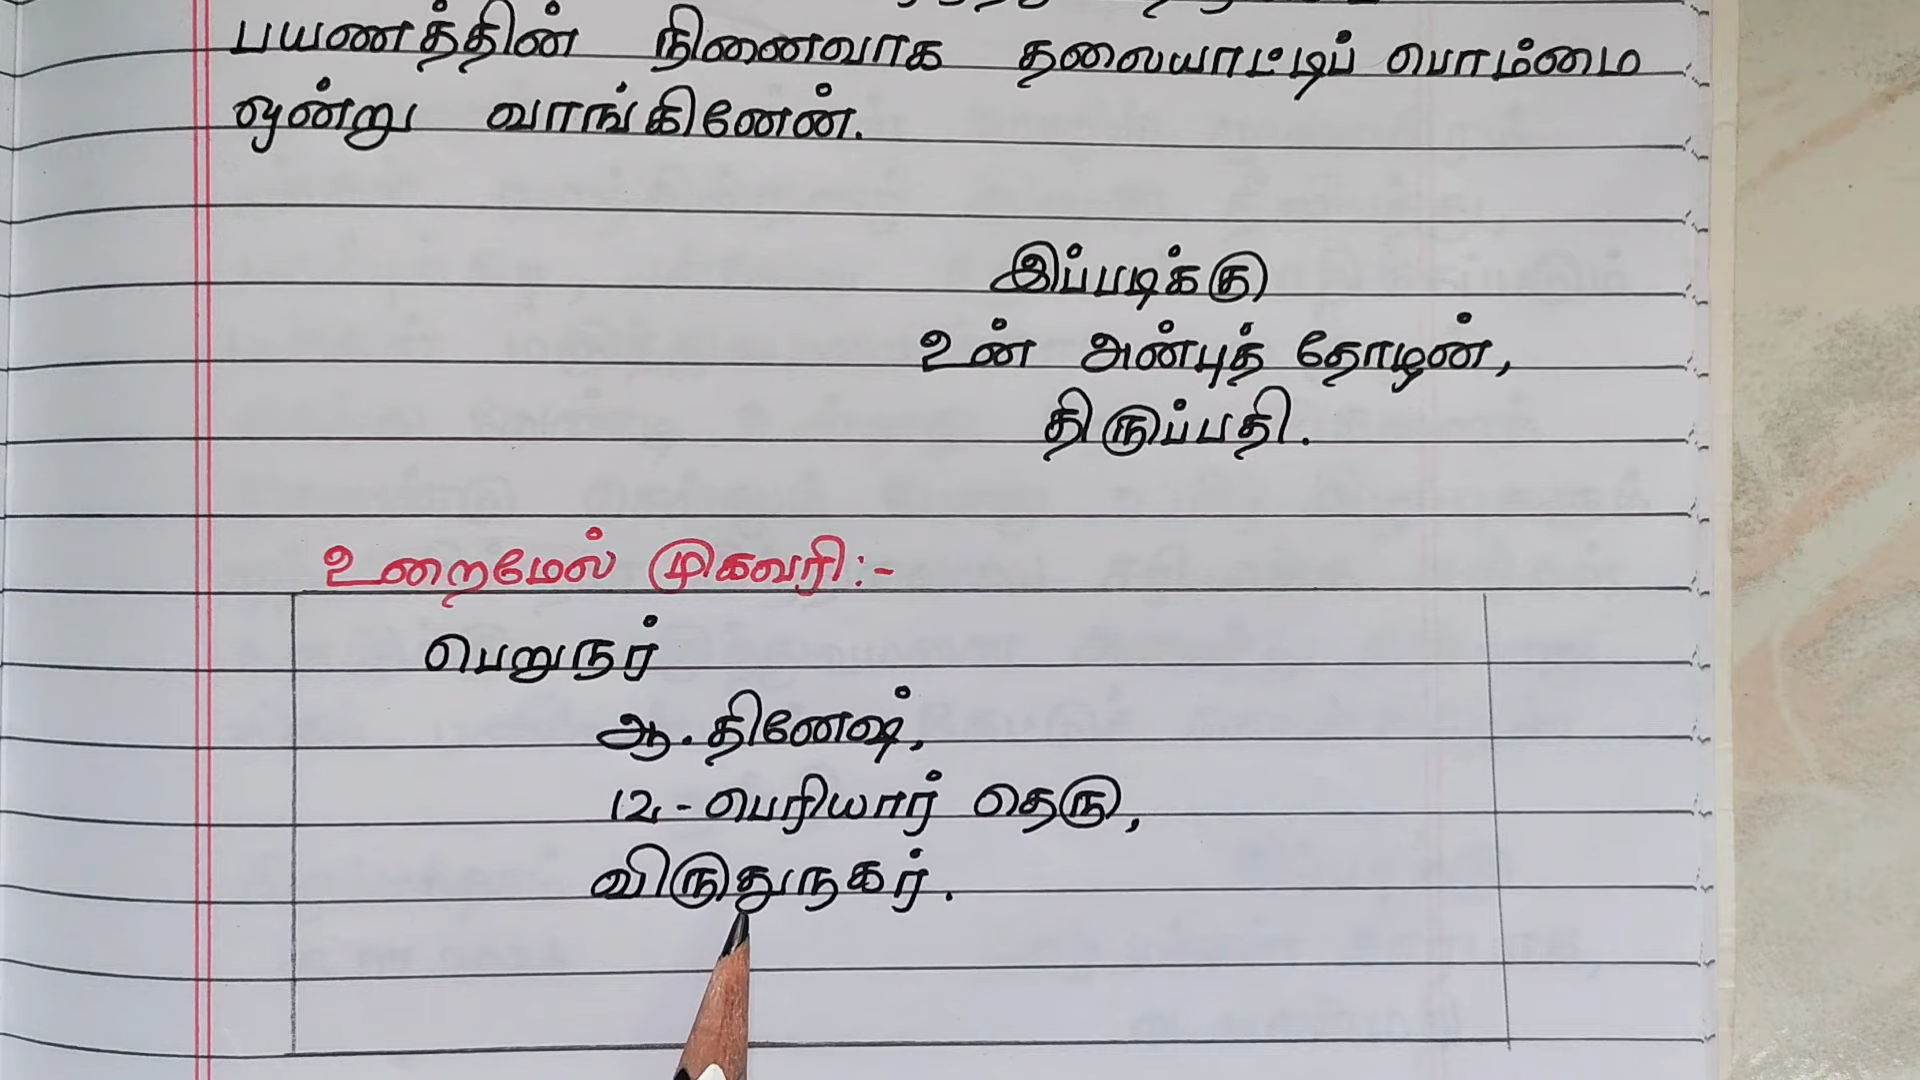 பயணத்தின் நினைவாக தலையாட்டிப் பொம்மை
ஒன்று வாங்கினேன்.
இப்படிக்கு
உன் அன்புத் தோழன்,
திருப்பதி.
உறைமேல் முகவரி:-
பெறுநர்
ஆ.தினேஷ்,
12,-பெரியார் தெரு,
விருதுநகர்.